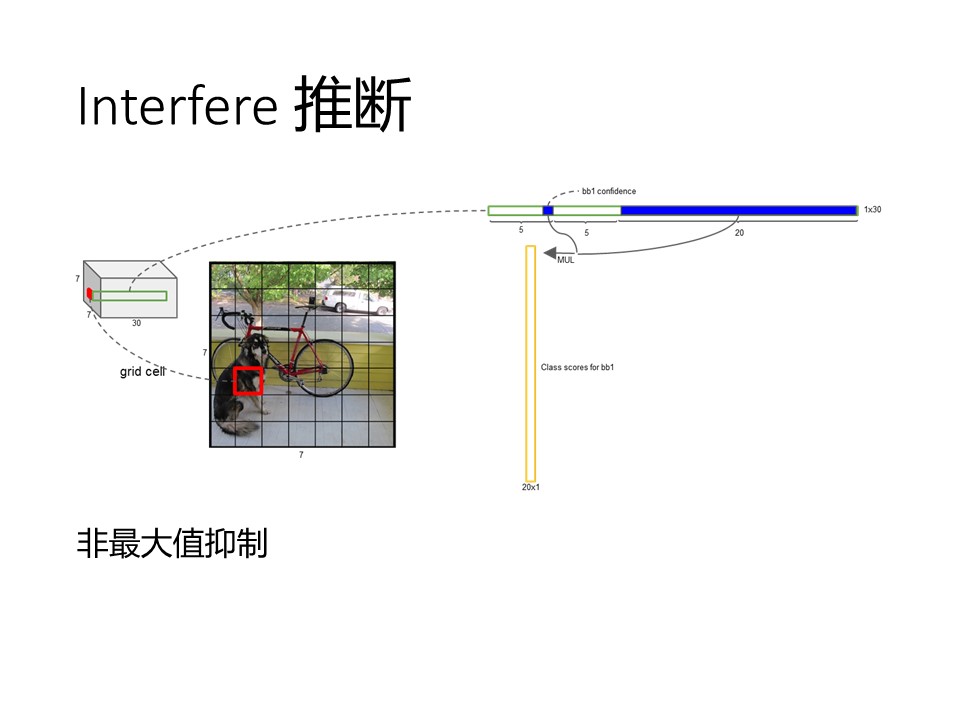 Interfere 推断
bb1 confidence
1x30
5
5
20
MUL
7
7
30
grid cell
7
7
Class scores for bb1
20x1
非最大值抑制